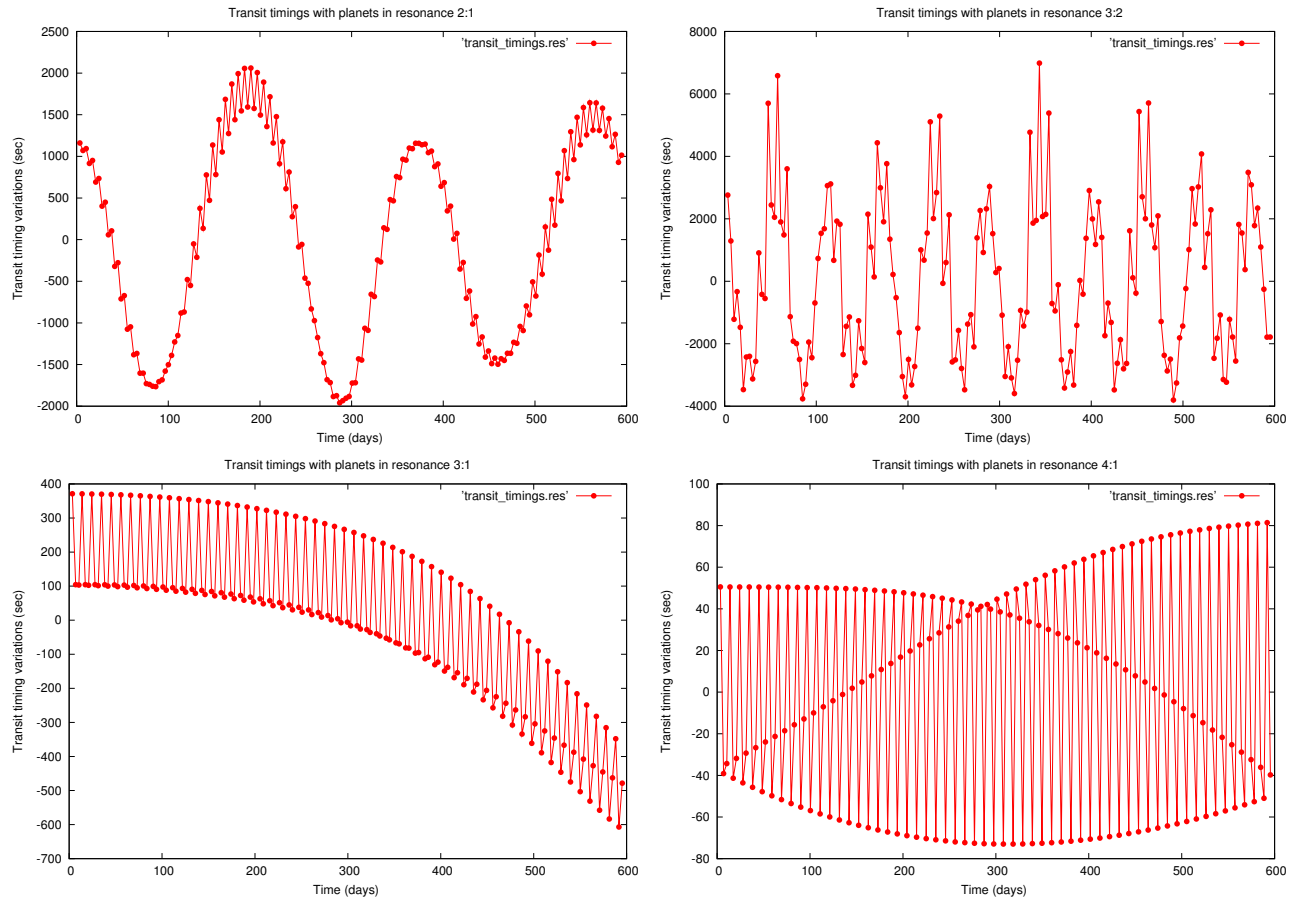 Transit timings with planets in resonance 2:1
'transit_timings.res'
Transit timing variations (sec)
2500
2000
1500
1000
500
0
-500
-1000
-1500
-2000
0 100 200 300 400 500 600
Time (days)
Transit timings with planets in resonance 3:2
'transit_timings.res'
Transit timing variations (sec)
8000
6000
4000
2000
0
-2000
-4000
0 100 200 300 400 500 600
Time (days)
Transit timings with planets in resonance 3:1
'transit_timings.res'
Transit timing variations (sec)
400
300
200
100
0
-100
-200
-300
-400
-500
-600
-700
0 100 200 300 400 500 600
Time (days)
Transit timings with planets in resonance 4:1
'transit_timings.res'
Transit timing variations (sec)
100
80
60
40
20
0
-20
-40
-60
-80
0 100 200 300 400 500 600
Time (days)